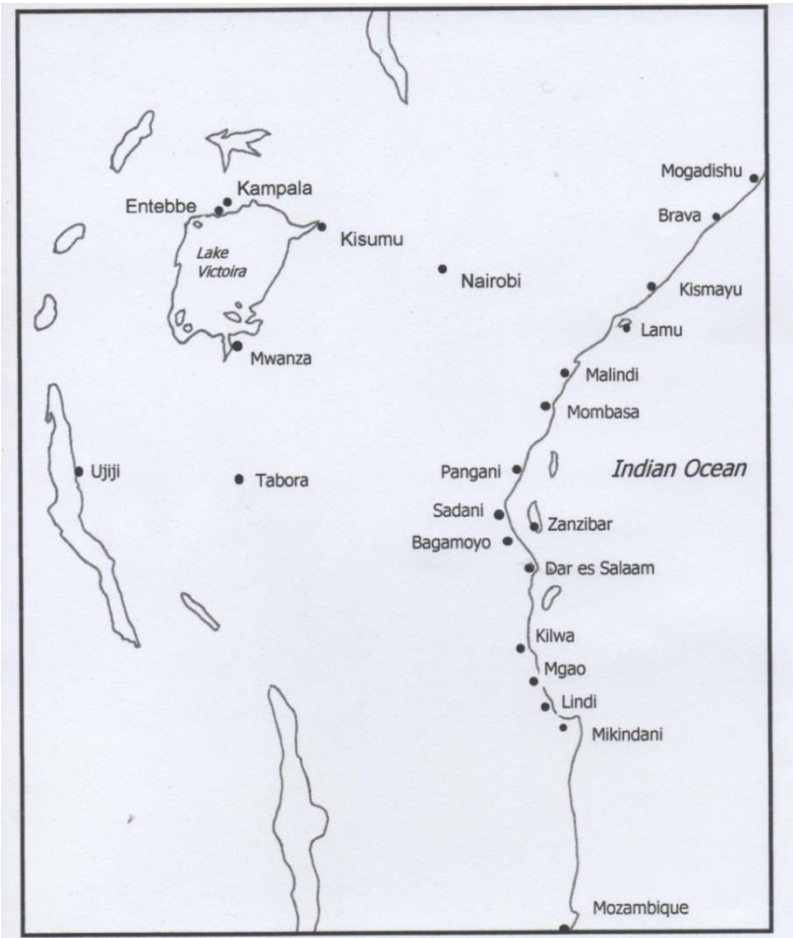 Mogadishu
Kampala
Entebbe
Brava
Kisumu
Lake
Victoira
Nairobi
Kismayu
Lamu
Mwanza
Malindi
Mombasa
Ujiji
Pangani
Indian Ocean
Tabora
Sadani
Zanzibar
Bagamoyo
Dar es Salaam
Kilwa
Mgao
Lindi
Mikindani
Mozambique